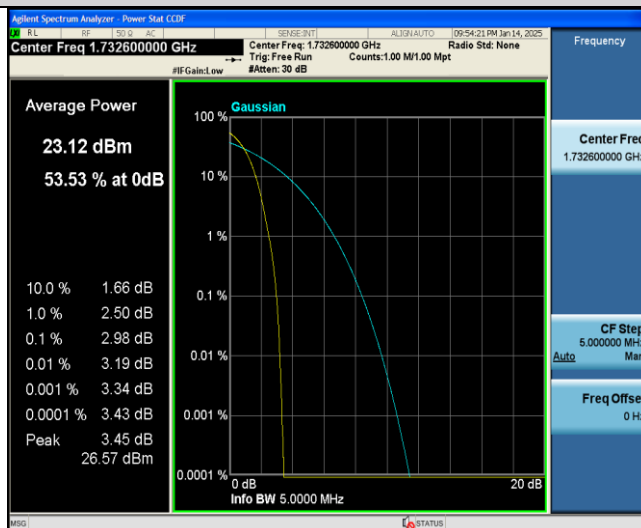 Agilent Spectrum Analyzer - Power Stat CCDF
RL RF 50 Ω AC SENSE:INT ALIGN AUTO 09:54:21 PM Jan 14, 2025
Center Freq 1.732600000 GHz
Center Freq: 1.732600000 GHz Radio Std: None
Trig: Free Run Counts:1.00 M/1.00 Mpt
#IFGain:Low #Atten: 30 dB
Frequency
Average Power
23.12 dBm
53.53 % at 0dB
10.0 % 1.66 dB
1.0 % 2.50 dB
0.1 % 2.98 dB
0.01 % 3.19 dB
0.001 % 3.34 dB
0.0001 % 3.43 dB
Peak 3.45 dB
26.57 dBm
Gaussian
100 %
10 %
1 %
0.1 %
0.01 %
0.001 %
0.0001 %
0 dB 20 dB
Info BW 5.0000 MHz
Center Freq
1.732600000 GHz
CF Step
5.000000 MHz
Auto Man
Freq Offset
0 Hz
MSG STATUS